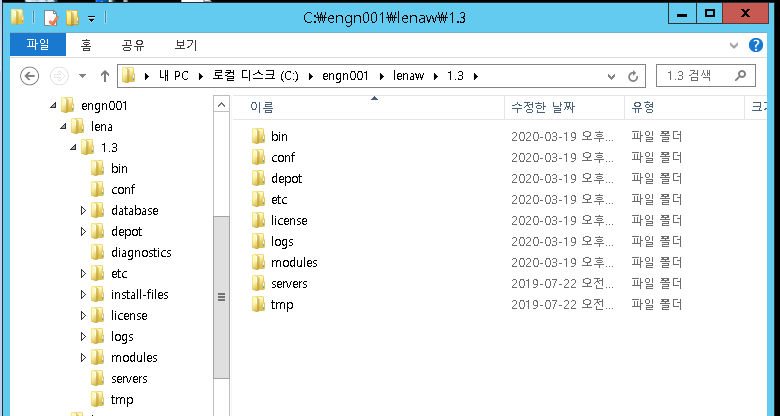 C:₩engn001₩lenaw₩1.3
파일 홈 공유 보기
내 PC 로컬 디스크 (C:) engn001 lenaw 1.3
1.3 검색
engn001
lena
1.3
bin
conf
database
depot
diagnostics
etc
install-files
license
logs
modules
servers
tmp
이름 수정한 날짜 유형
bin 2020-03-19 오후... 파일 폴더
conf 2020-03-19 오후... 파일 폴더
depot 2020-03-19 오후... 파일 폴더
etc 2020-03-19 오후... 파일 폴더
license 2020-03-19 오후... 파일 폴더
logs 2020-03-19 오후... 파일 폴더
modules 2020-03-19 오후... 파일 폴더
servers 2019-07-22 오전... 파일 폴더
tmp 2019-07-22 오전... 파일 폴더